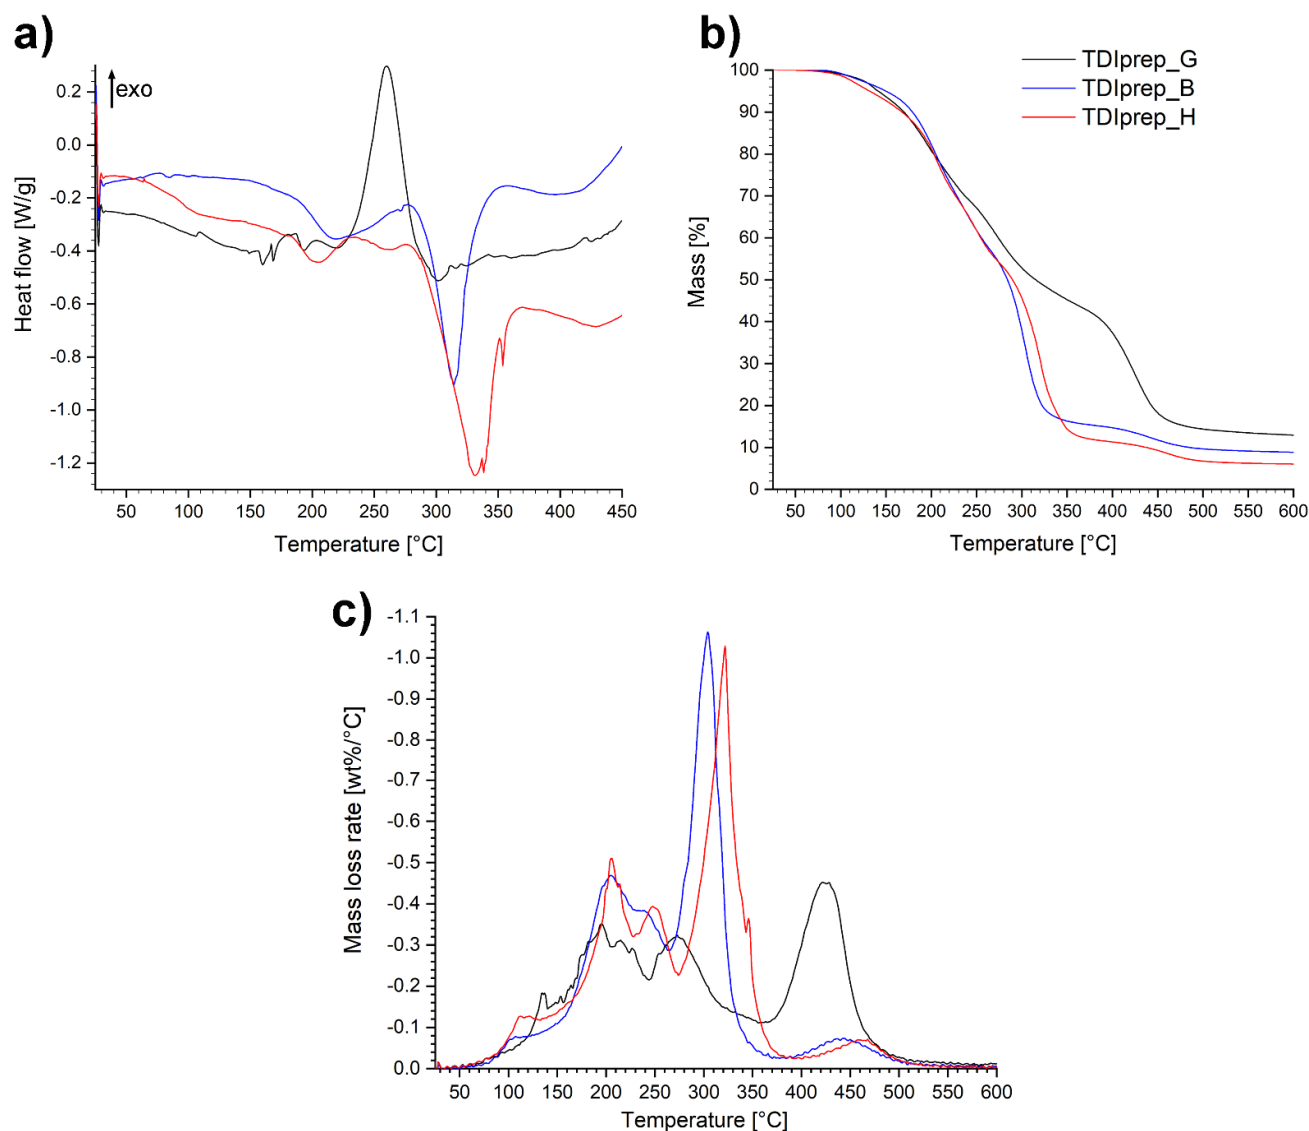 a)
exo
0.2
0.0
-0.2
-0.4
-0.6
-0.8
-1.0
-1.2
Heat flow [W/g]
50 100 150 200 250 300 350 400 450
Temperature [°C]
b)
TDIprep_G
TDIprep_B
TDIprep_H
100
90
80
70
60
50
40
30
20
10
0
Mass [%]
50 100 150 200 250 300 350 400 450 500 550 600
Temperature [°C]
c)
-1.1
-1.0
-0.9
-0.8
-0.7
-0.6
-0.5
-0.4
-0.3
-0.2
-0.1
0.0
Mass loss rate [wt%/°C]
50 100 150 200 250 300 350 400 450 500 550 600
Temperature [°C]